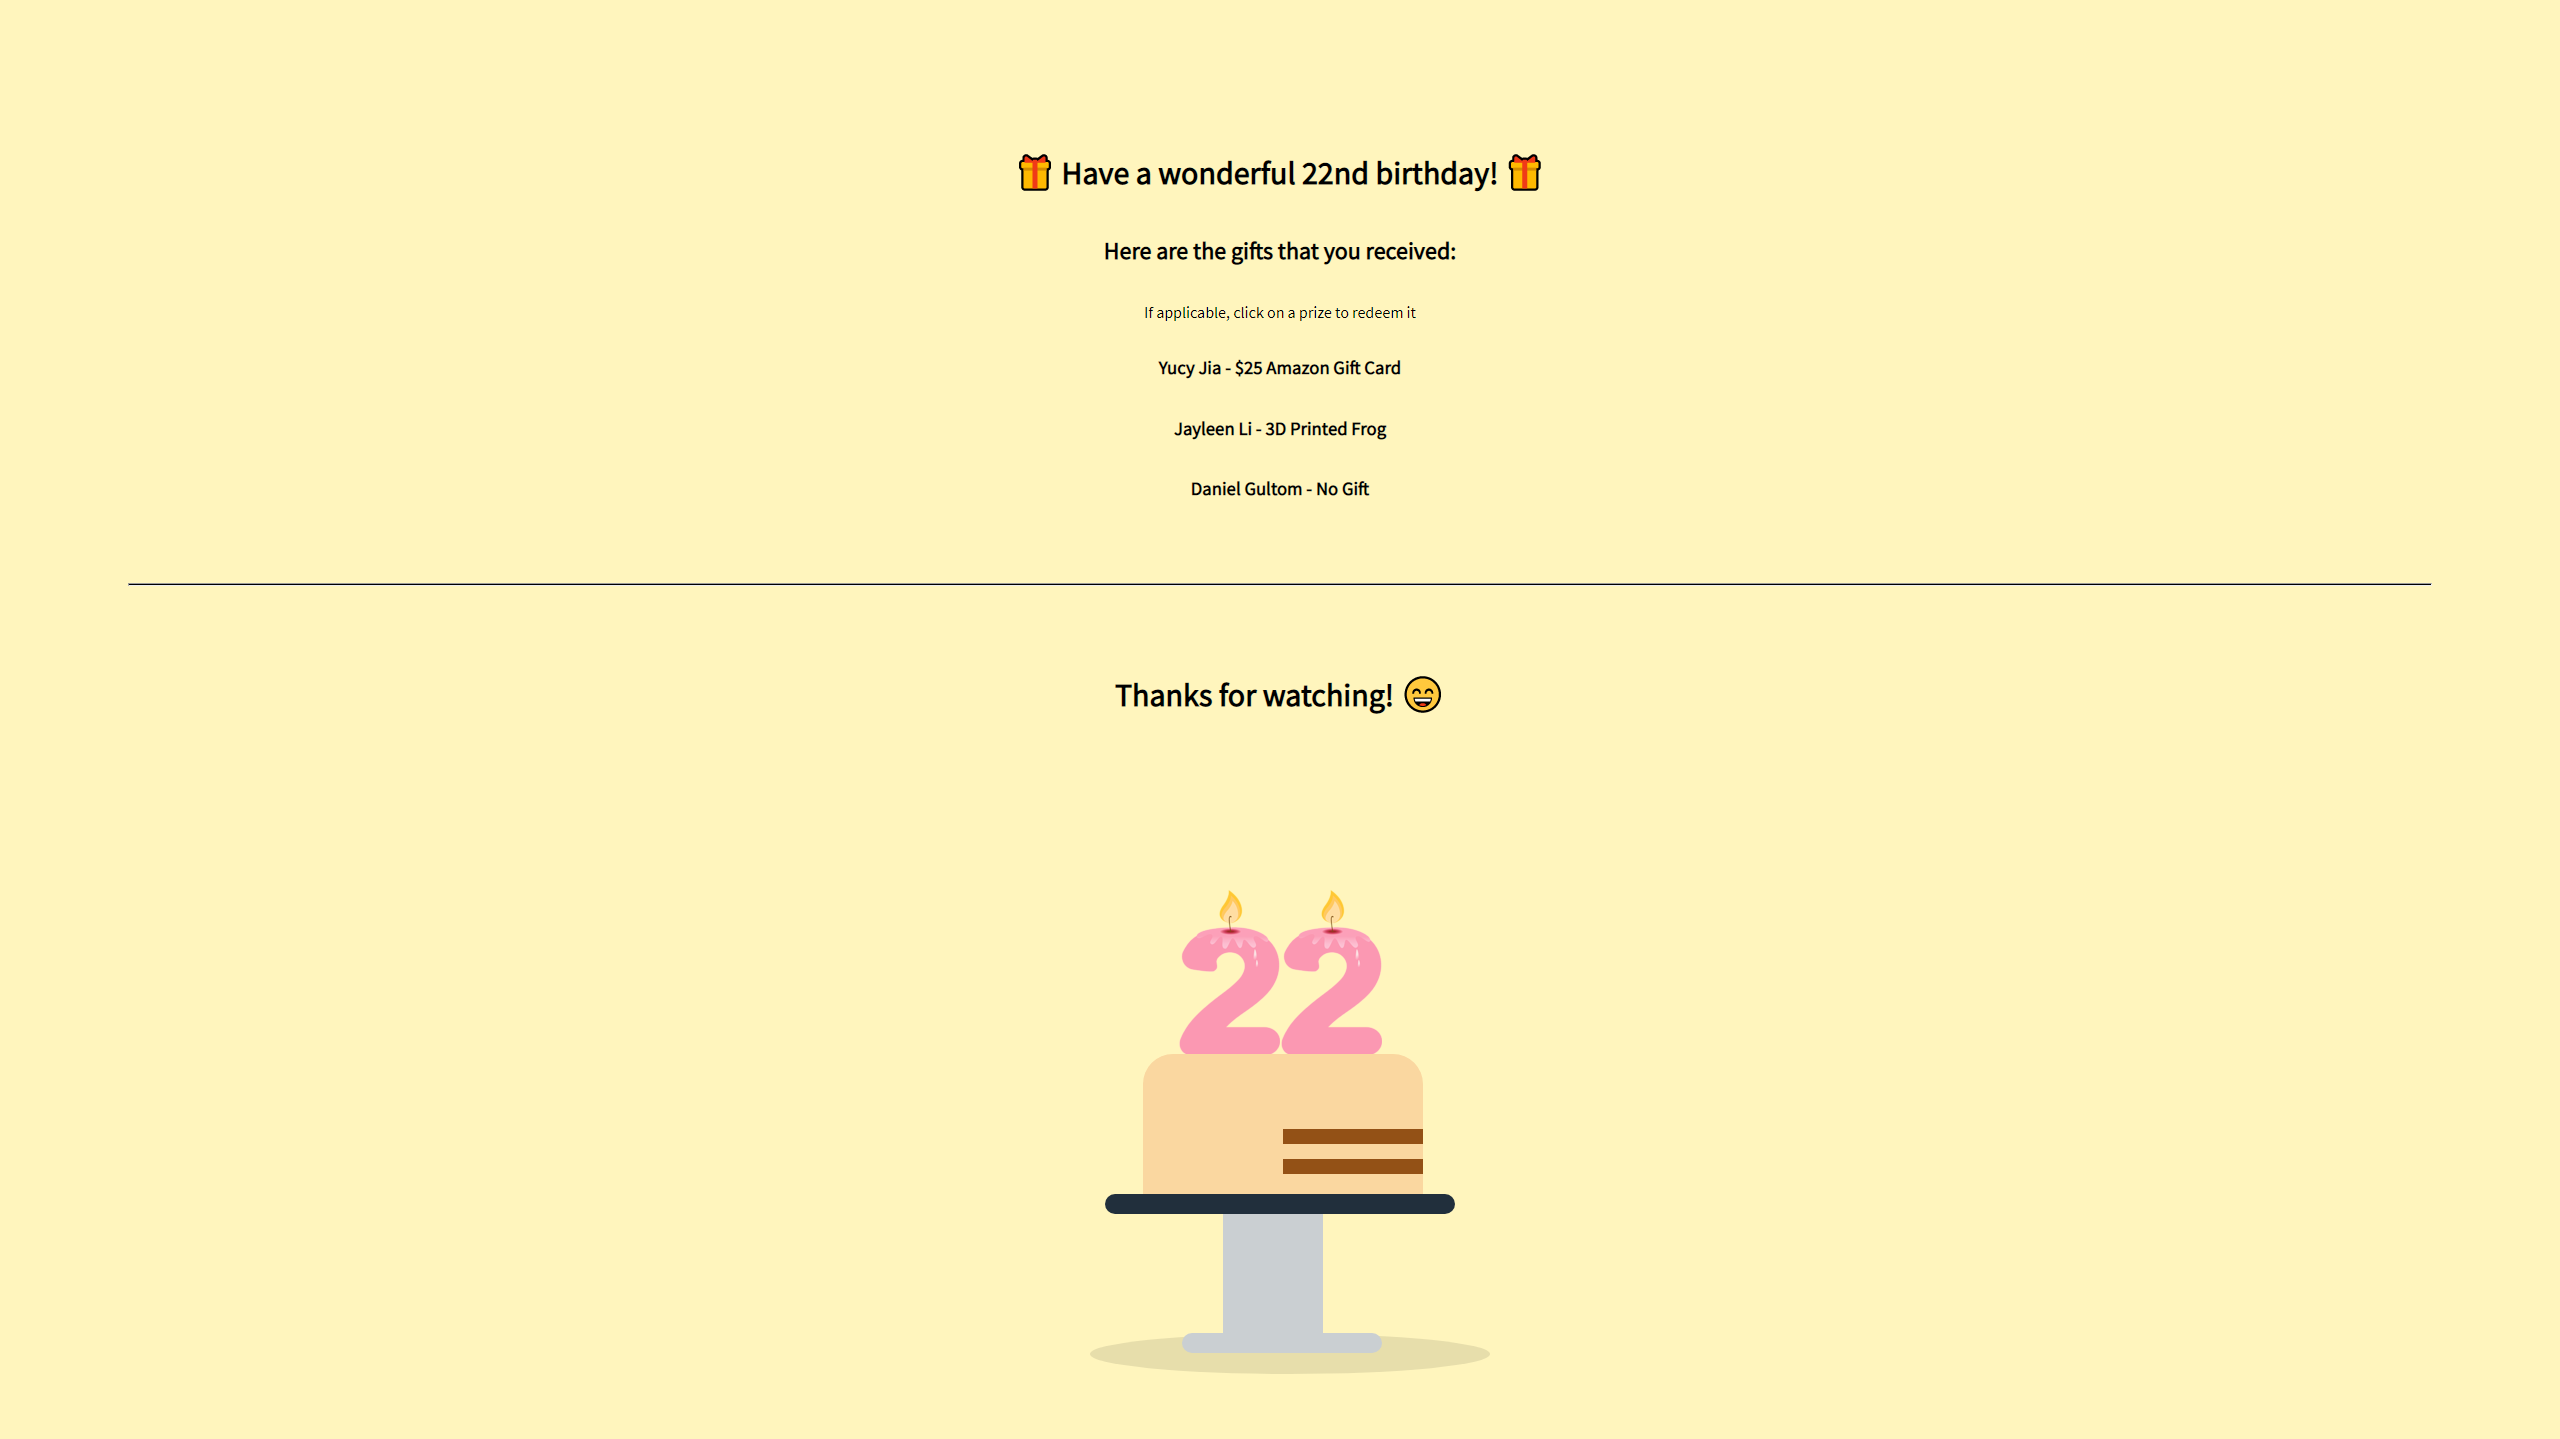 🎁 Have a wonderful 22nd birthday! 🎁
Here are the gifts that you received:
If applicable, click on a prize to redeem it
Yucy Jia - $25 Amazon Gift Card
Jayleen Li - 3D Printed Frog
Daniel Gultom - No Gift
Thanks for watching! 😄
22